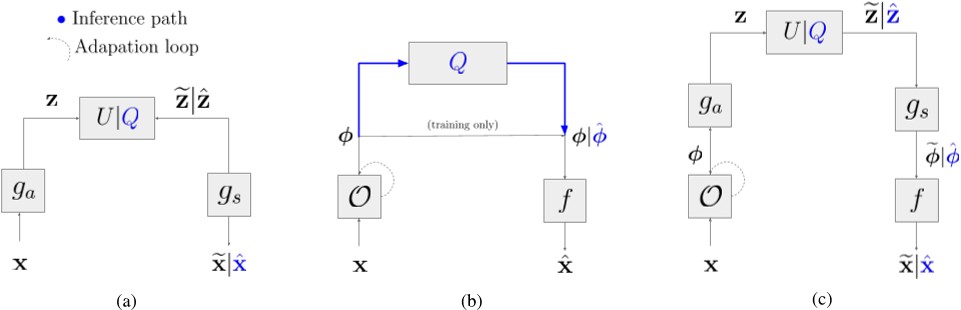 Inference path
Adapation loop
z
U|Q
z̃|ẑ
g_a
g_s
x
x̃|x̂
(a)
Q
ϕ
(training only)
ϕ|ϕ̂
𝒪
f
x
x̂
(b)
z
U|Q
z̃|ẑ
g_a
g_s
ϕ
ϕ̃|ϕ̂
𝒪
f
x
x̃|x̂
(c)